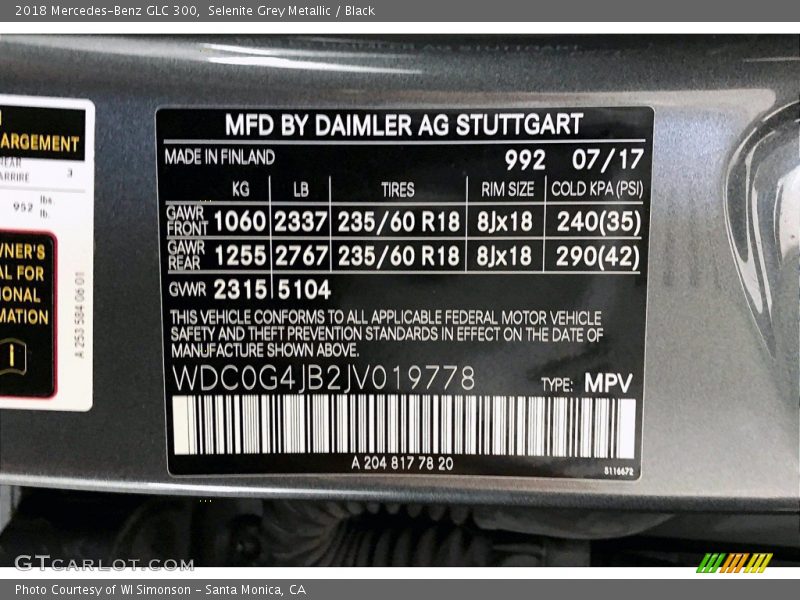 2018 Mercedes-Benz GLC 300, Selenite Grey Metallic / Black
MFD BY DAIMLER AG STUTTGART
MADE IN FINLAND 992 07/17
KG LB TIRES RIM SIZE COLD KPA (PSI)
GAWR FRONT 1060 2337 235/60 R18 8Jx18 240(35)
GAWR REAR 1255 2767 235/60 R18 8Jx18 290(42)
GVWR 2315 5104
THIS VEHICLE CONFORMS TO ALL APPLICABLE FEDERAL MOTOR VEHICLE
SAFETY AND THEFT PREVENTION STANDARDS IN EFFECT ON THE DATE OF
MANUFACTURE SHOWN ABOVE.
WDC0G4JB2JV019778 TYPE: MPV
A 204 817 78 20
5116672
ARGEMENT
REAR
ARRIÈRE 3
952 lbs.
lb.
WNER'S
AL FOR
IONAL
MATION
A 253 584 06 01
GTCARLOT.COM
Photo Courtesy of WI Simonson - Santa Monica, CA